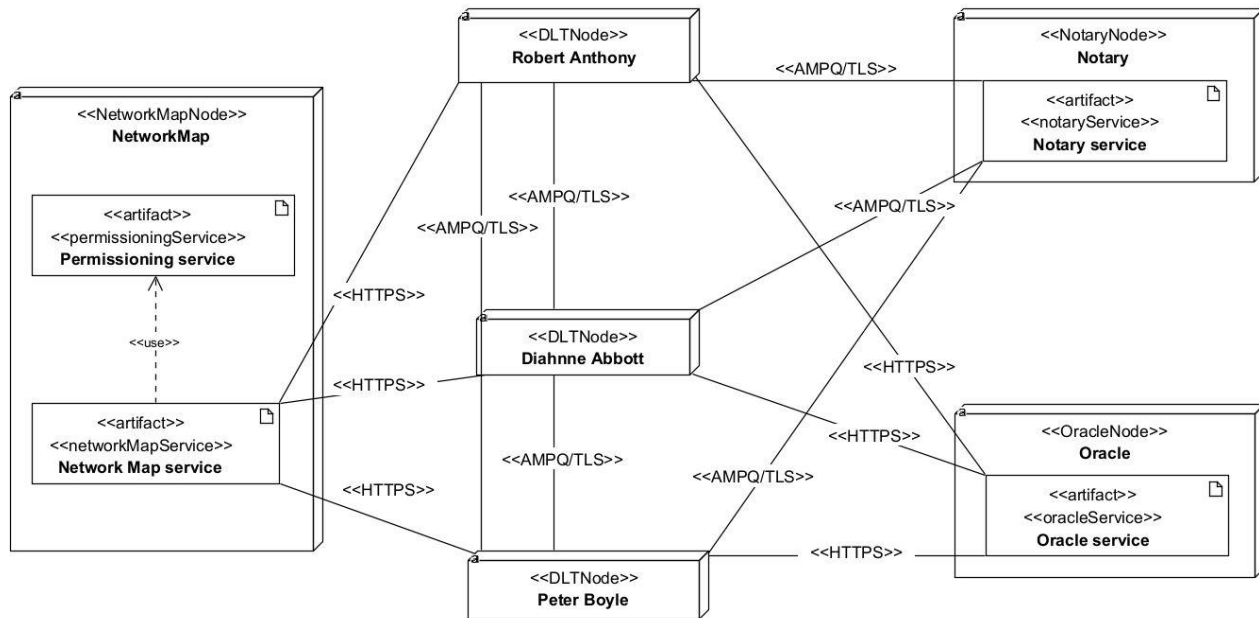 a
<<DLTNode>>
Robert Anthony
a
<<NotaryNode>>
Notary
<<artifact>>
<<notaryService>>
Notary service
<<AMPQ/TLS>>
a
<<NetworkMapNode>>
NetworkMap
<<artifact>>
<<permissioningService>>
Permissioning service
<<use>>
<<artifact>>
<<networkMapService>>
Network Map service
<<AMPQ/TLS>>
<<AMPQ/TLS>>
<<AMPQ/TLS>>
<<HTTPS>>
a
<<DLTNode>>
Diahnne Abbott
<<HTTPS>>
<<HTTPS>>
<<HTTPS>>
<<AMPQ/TLS>>
<<AMPQ/TLS>>
<<HTTPS>>
a
<<OracleNode>>
Oracle
<<artifact>>
<<oracleService>>
Oracle service
<<HTTPS>>
a
<<DLTNode>>
Peter Boyle